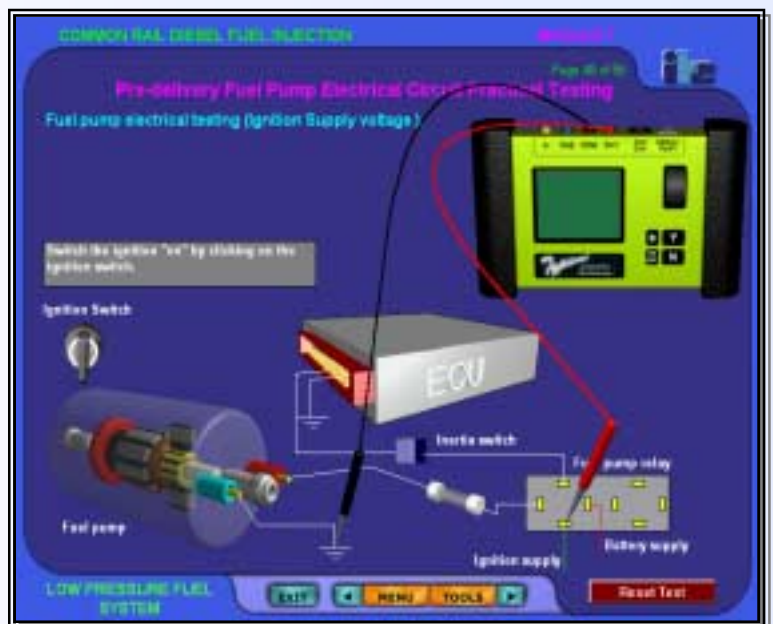 COMMON RAIL DIESEL FUEL INJECTION
Pre-delivery Fuel Pump Electrical Circuit Practical Testing
Fuel pump electrical testing (Ignition Supply voltage )
Switch the ignition "on" by clicking on the
ignition switch.
Ignition Switch
ECU
Inertia switch
Fuel pump relay
Fuel pump
Battery supply
Ignition supply
LOW PRESSURE FUEL
SYSTEM
EXIT
MENU
TOOLS
Reset Test